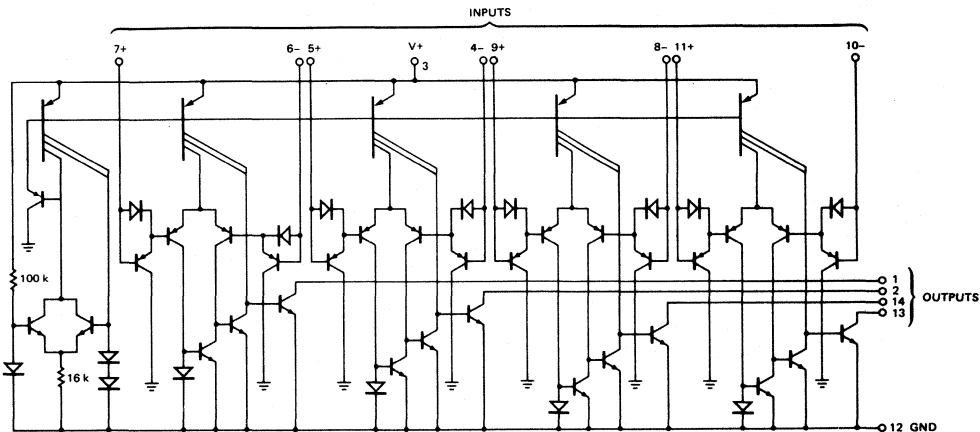 INPUTS
7+ 6– 5+ V+ 4– 9+ 8– 11+ 10–
3
100 k
16 k
1
2
14
13
OUTPUTS
12 GND